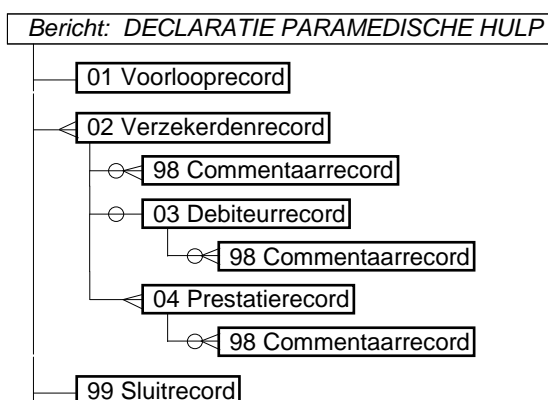 Bericht: DECLARATIE PARAMEDISCHE HULP
01 Voorlooprecord
02 Verzekerdenrecord
98 Commentaarrecord
03 Debiteurrecord
98 Commentaarrecord
04 Prestatierecord
98 Commentaarrecord
99 Sluitrecord